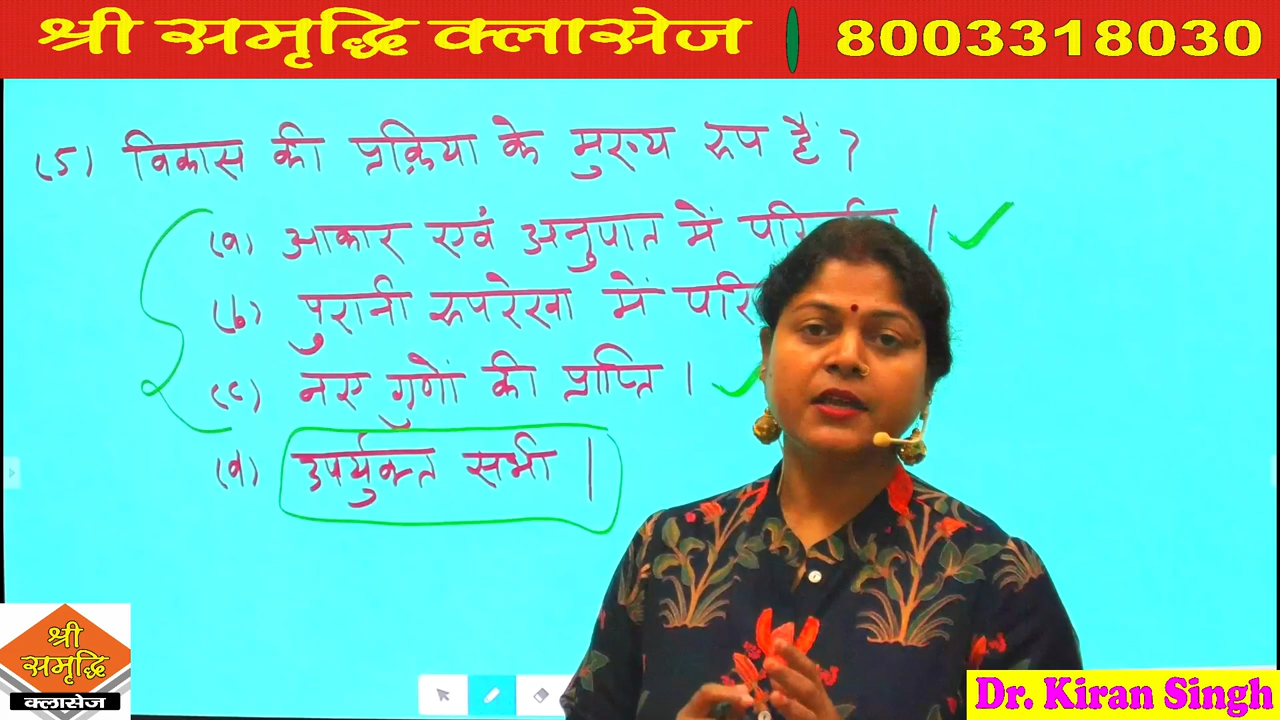 श्री समृद्धि क्लासेज | 8003318030
(5) विकास की प्रक्रिया के मुख्य रूप हैं ?
(a) आकार एवं अनुपात में ।
(b) पुरानी रूपरेखा में
(c) नए गुणों की प्राप्ति ।
(d) उपर्युक्त सभी |
श्री
समृद्धि
क्लासेज
Dr. Kiran Singh